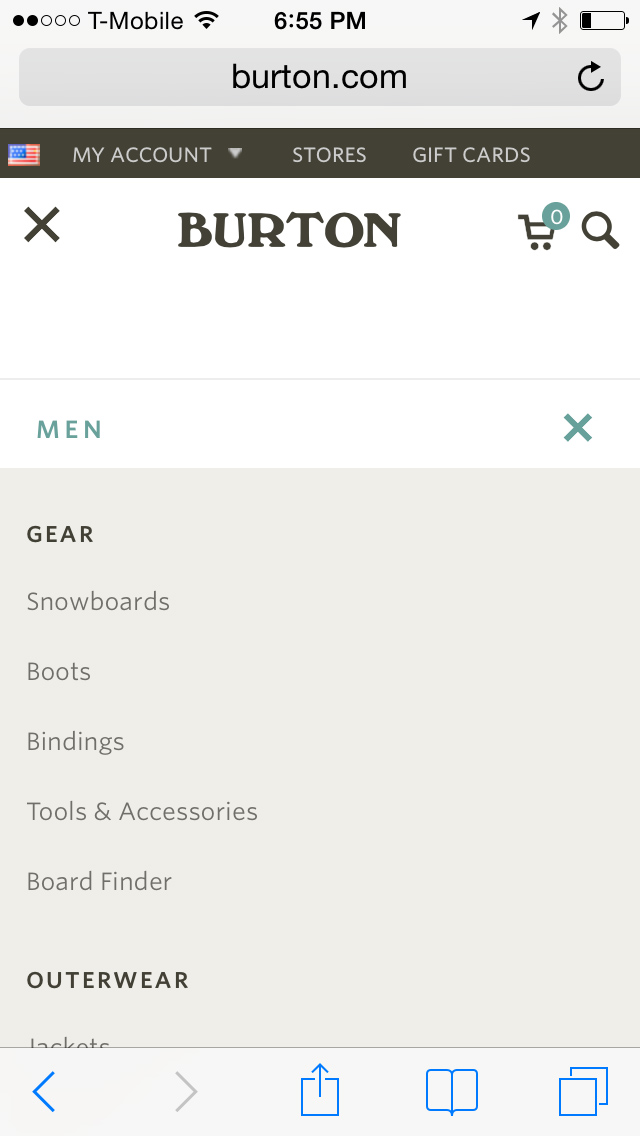 T-Mobile 6:55 PM
burton.com
MY ACCOUNT STORES GIFT CARDS
BURTON 0
MEN
GEAR
Snowboards
Boots
Bindings
Tools & Accessories
Board Finder
OUTERWEAR
Jackets